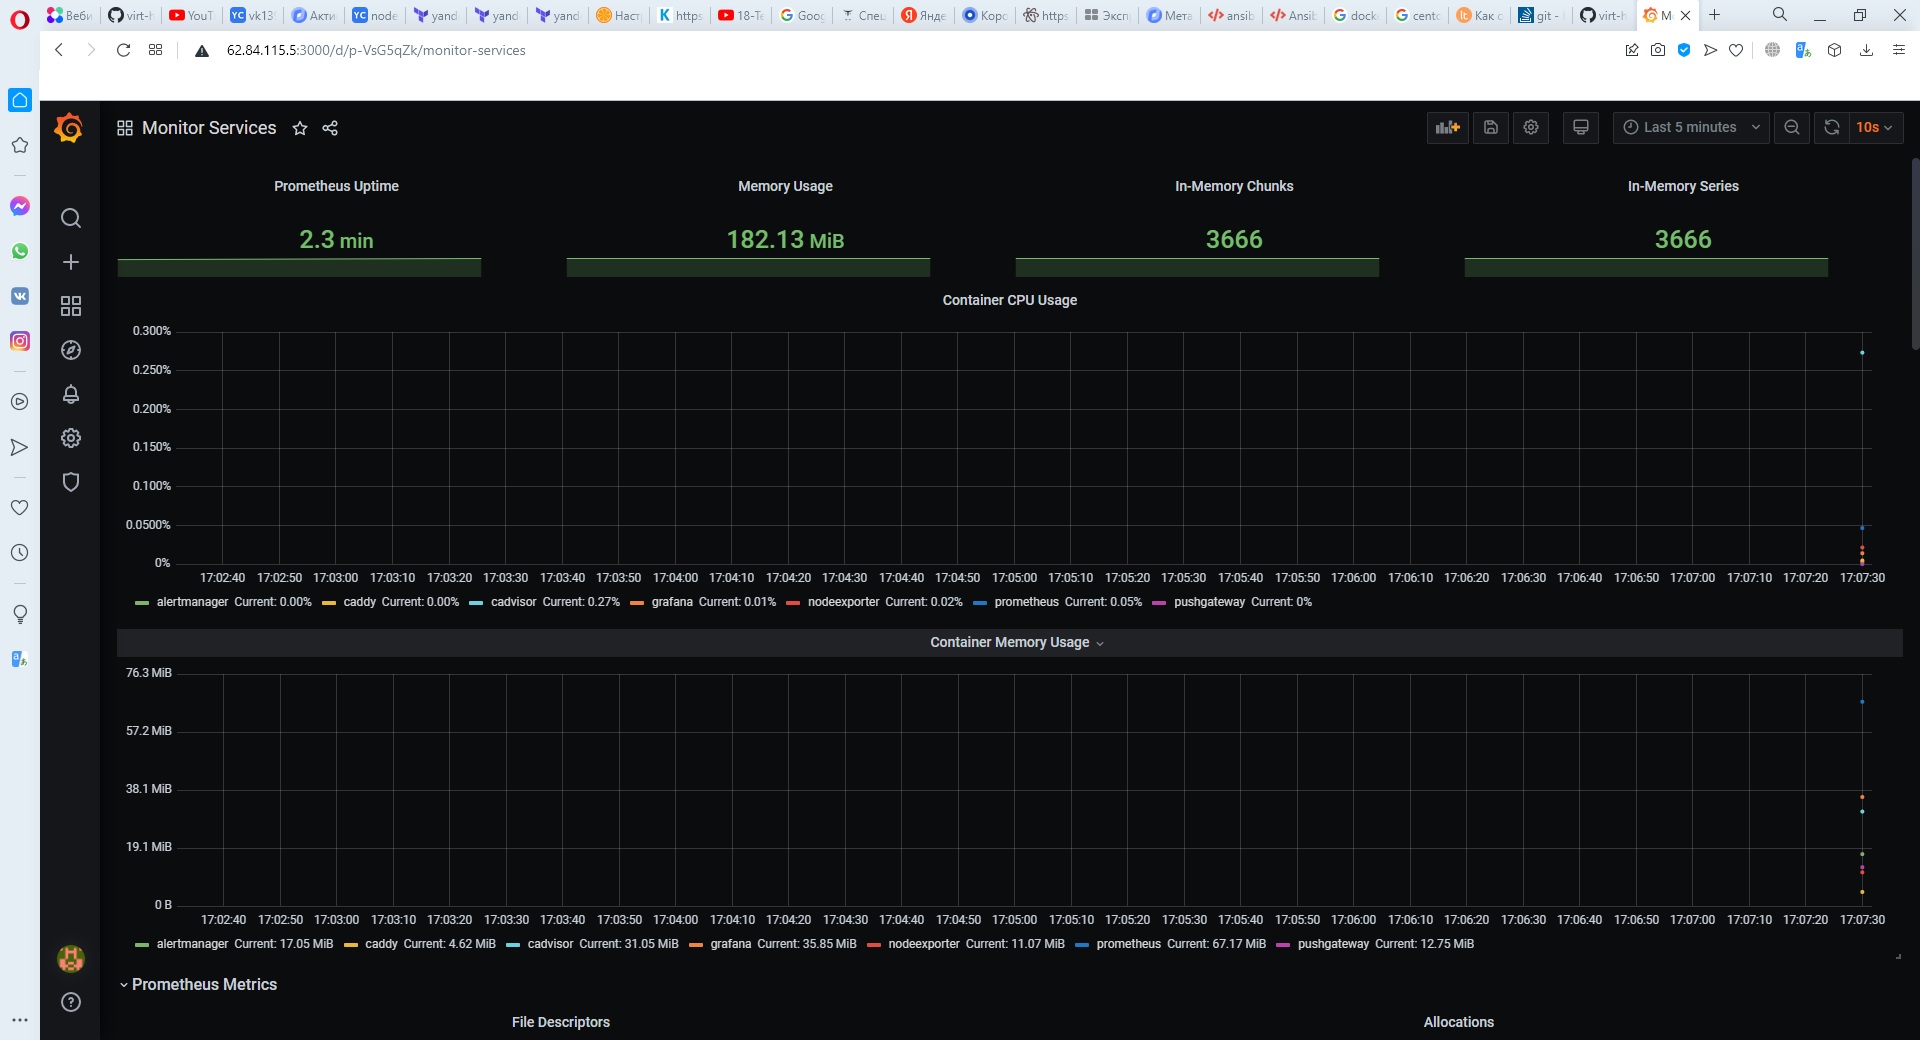 Веби virt-h YouT vk13 Акти node yand yand yand Наст https 18-Те Goog Спец Янде Корс https Эксп Мета ansib Ansib docke cento Как с git - virt-h M
62.84.115.5:3000/d/p-VsG5qZk/monitor-services
Monitor Services Last 5 minutes 10s
Prometheus Uptime Memory Usage In-Memory Chunks In-Memory Series
2.3 min 182.13 MiB 3666 3666
Container CPU Usage
0.300%
0.250%
0.200%
0.150%
0.100%
0.0500%
0%
17:02:40 17:02:50 17:03:00 17:03:10 17:03:20 17:03:30 17:03:40 17:03:50 17:04:00 17:04:10 17:04:20 17:04:30 17:04:40 17:04:50 17:05:00 17:05:10 17:05:20 17:05:30 17:05:40 17:05:50 17:06:00 17:06:10 17:06:20 17:06:30 17:06:40 17:06:50 17:07:00 17:07:10 17:07:20 17:07:30
alertmanager Current: 0.00% caddy Current: 0.00% cadvisor Current: 0.27% grafana Current: 0.01% nodeexporter Current: 0.02% prometheus Current: 0.05% pushgateway Current: 0%
Container Memory Usage
76.3 MiB
57.2 MiB
38.1 MiB
19.1 MiB
0 B
17:02:40 17:02:50 17:03:00 17:03:10 17:03:20 17:03:30 17:03:40 17:03:50 17:04:00 17:04:10 17:04:20 17:04:30 17:04:40 17:04:50 17:05:00 17:05:10 17:05:20 17:05:30 17:05:40 17:05:50 17:06:00 17:06:10 17:06:20 17:06:30 17:06:40 17:06:50 17:07:00 17:07:10 17:07:20 17:07:30
alertmanager Current: 17.05 MiB caddy Current: 4.62 MiB cadvisor Current: 31.05 MiB grafana Current: 35.85 MiB nodeexporter Current: 11.07 MiB prometheus Current: 67.17 MiB pushgateway Current: 12.75 MiB
Prometheus Metrics
File Descriptors Allocations